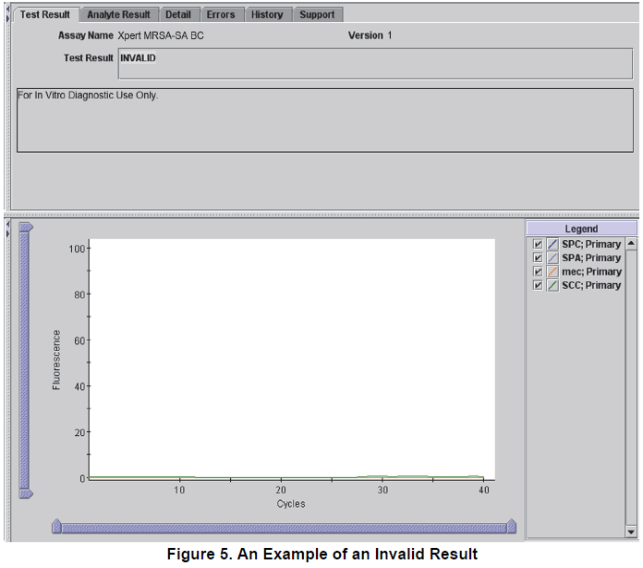 Test Result Analyte Result Detail Errors History Support
Assay Name Xpert MRSA-SA BC Version 1
Test Result INVALID
For In Vitro Diagnostic Use Only.
Legend
SPC; Primary
SPA; Primary
mec; Primary
SCC; Primary
100
80
60
40
20
0
Fluorescence
10 20 30 40
Cycles
Figure 5. An Example of an Invalid Result